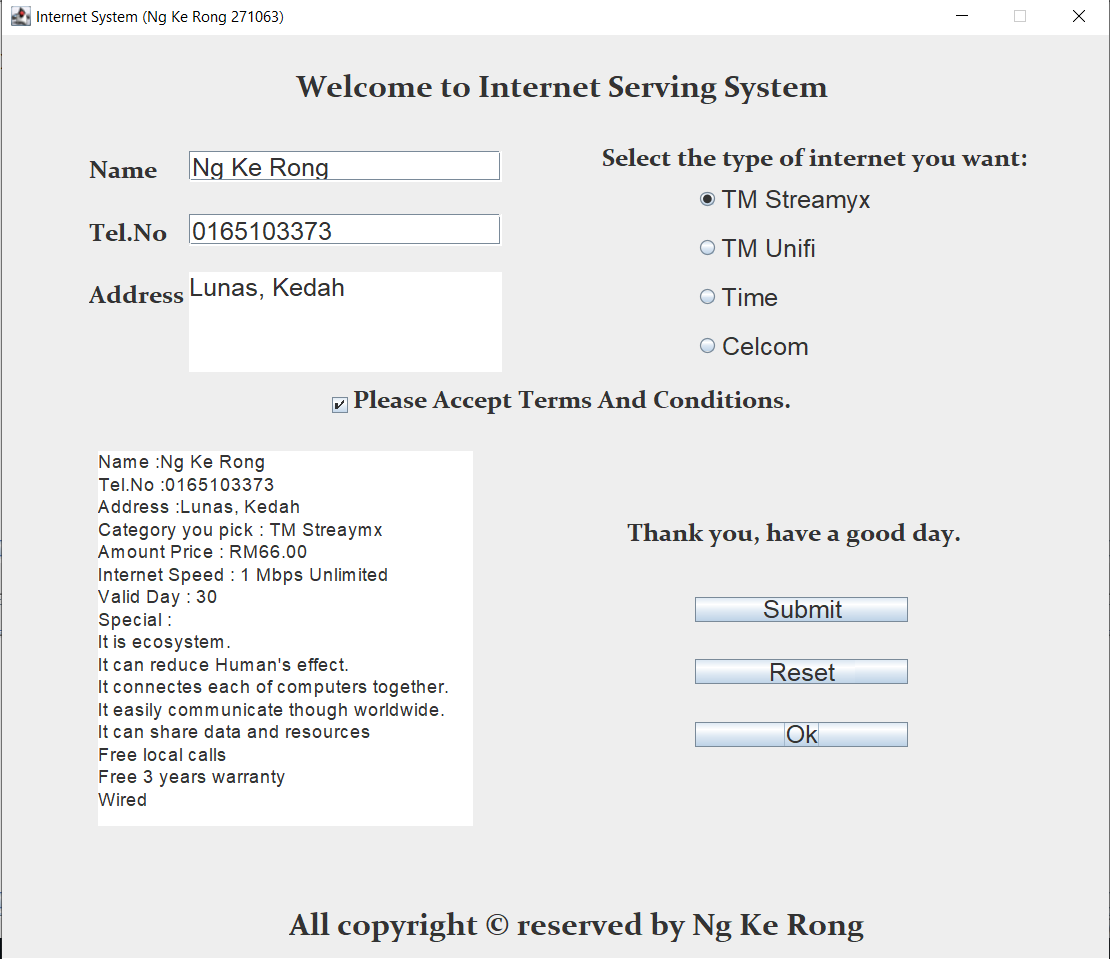 Internet System (Ng Ke Rong 271063)
Welcome to Internet Serving System
Name
Ng Ke Rong
Tel.No
0165103373
Address
Lunas, Kedah
Select the type of internet you want:
TM Streamyx
TM Unifi
Time
Celcom
Please Accept Terms And Conditions.
Name :Ng Ke Rong
Tel.No :0165103373
Address :Lunas, Kedah
Category you pick : TM Streaymx
Amount Price : RM66.00
Internet Speed : 1 Mbps Unlimited
Valid Day : 30
Special :
It is ecosystem.
It can reduce Human's effect.
It connectes each of computers together.
It easily communicate though worldwide.
It can share data and resources
Free local calls
Free 3 years warranty
Wired
Thank you, have a good day.
Submit
Reset
Ok
All copyright © reserved by Ng Ke Rong